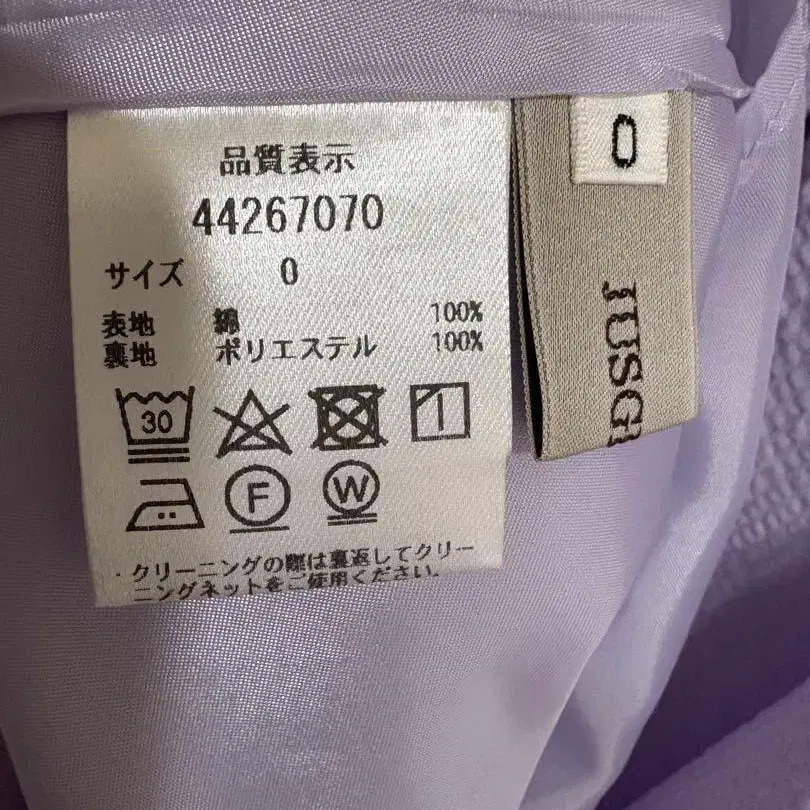 品質表示
44267070
サイズ 0
表地 綿 100%
裏地 ポリエステル 100%
30
F
W
・クリーニングの際は裏返してクリー
ニングネットをご使用ください。
0
JUSGL